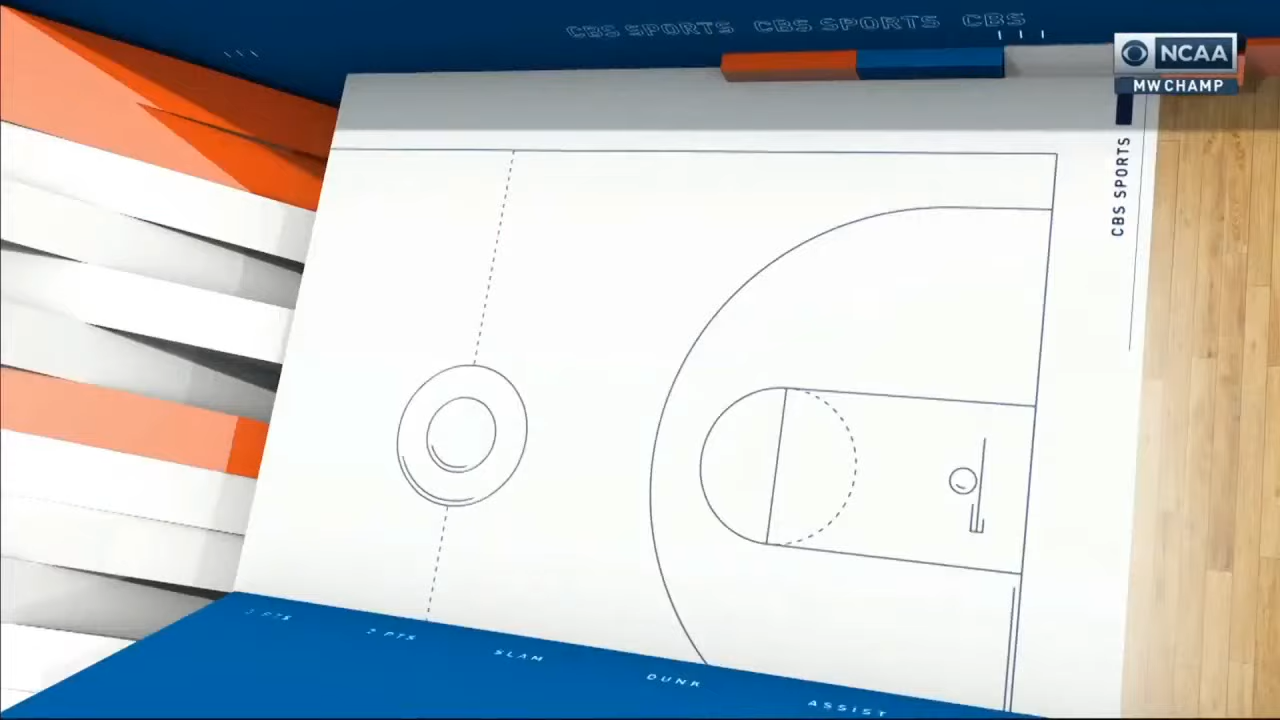 CBS SPORTS CBS SPORTS CBS
NCAA
MW CHAMP
CBS SPORTS
2 PTS
SLAM
DUNK
ASSIST